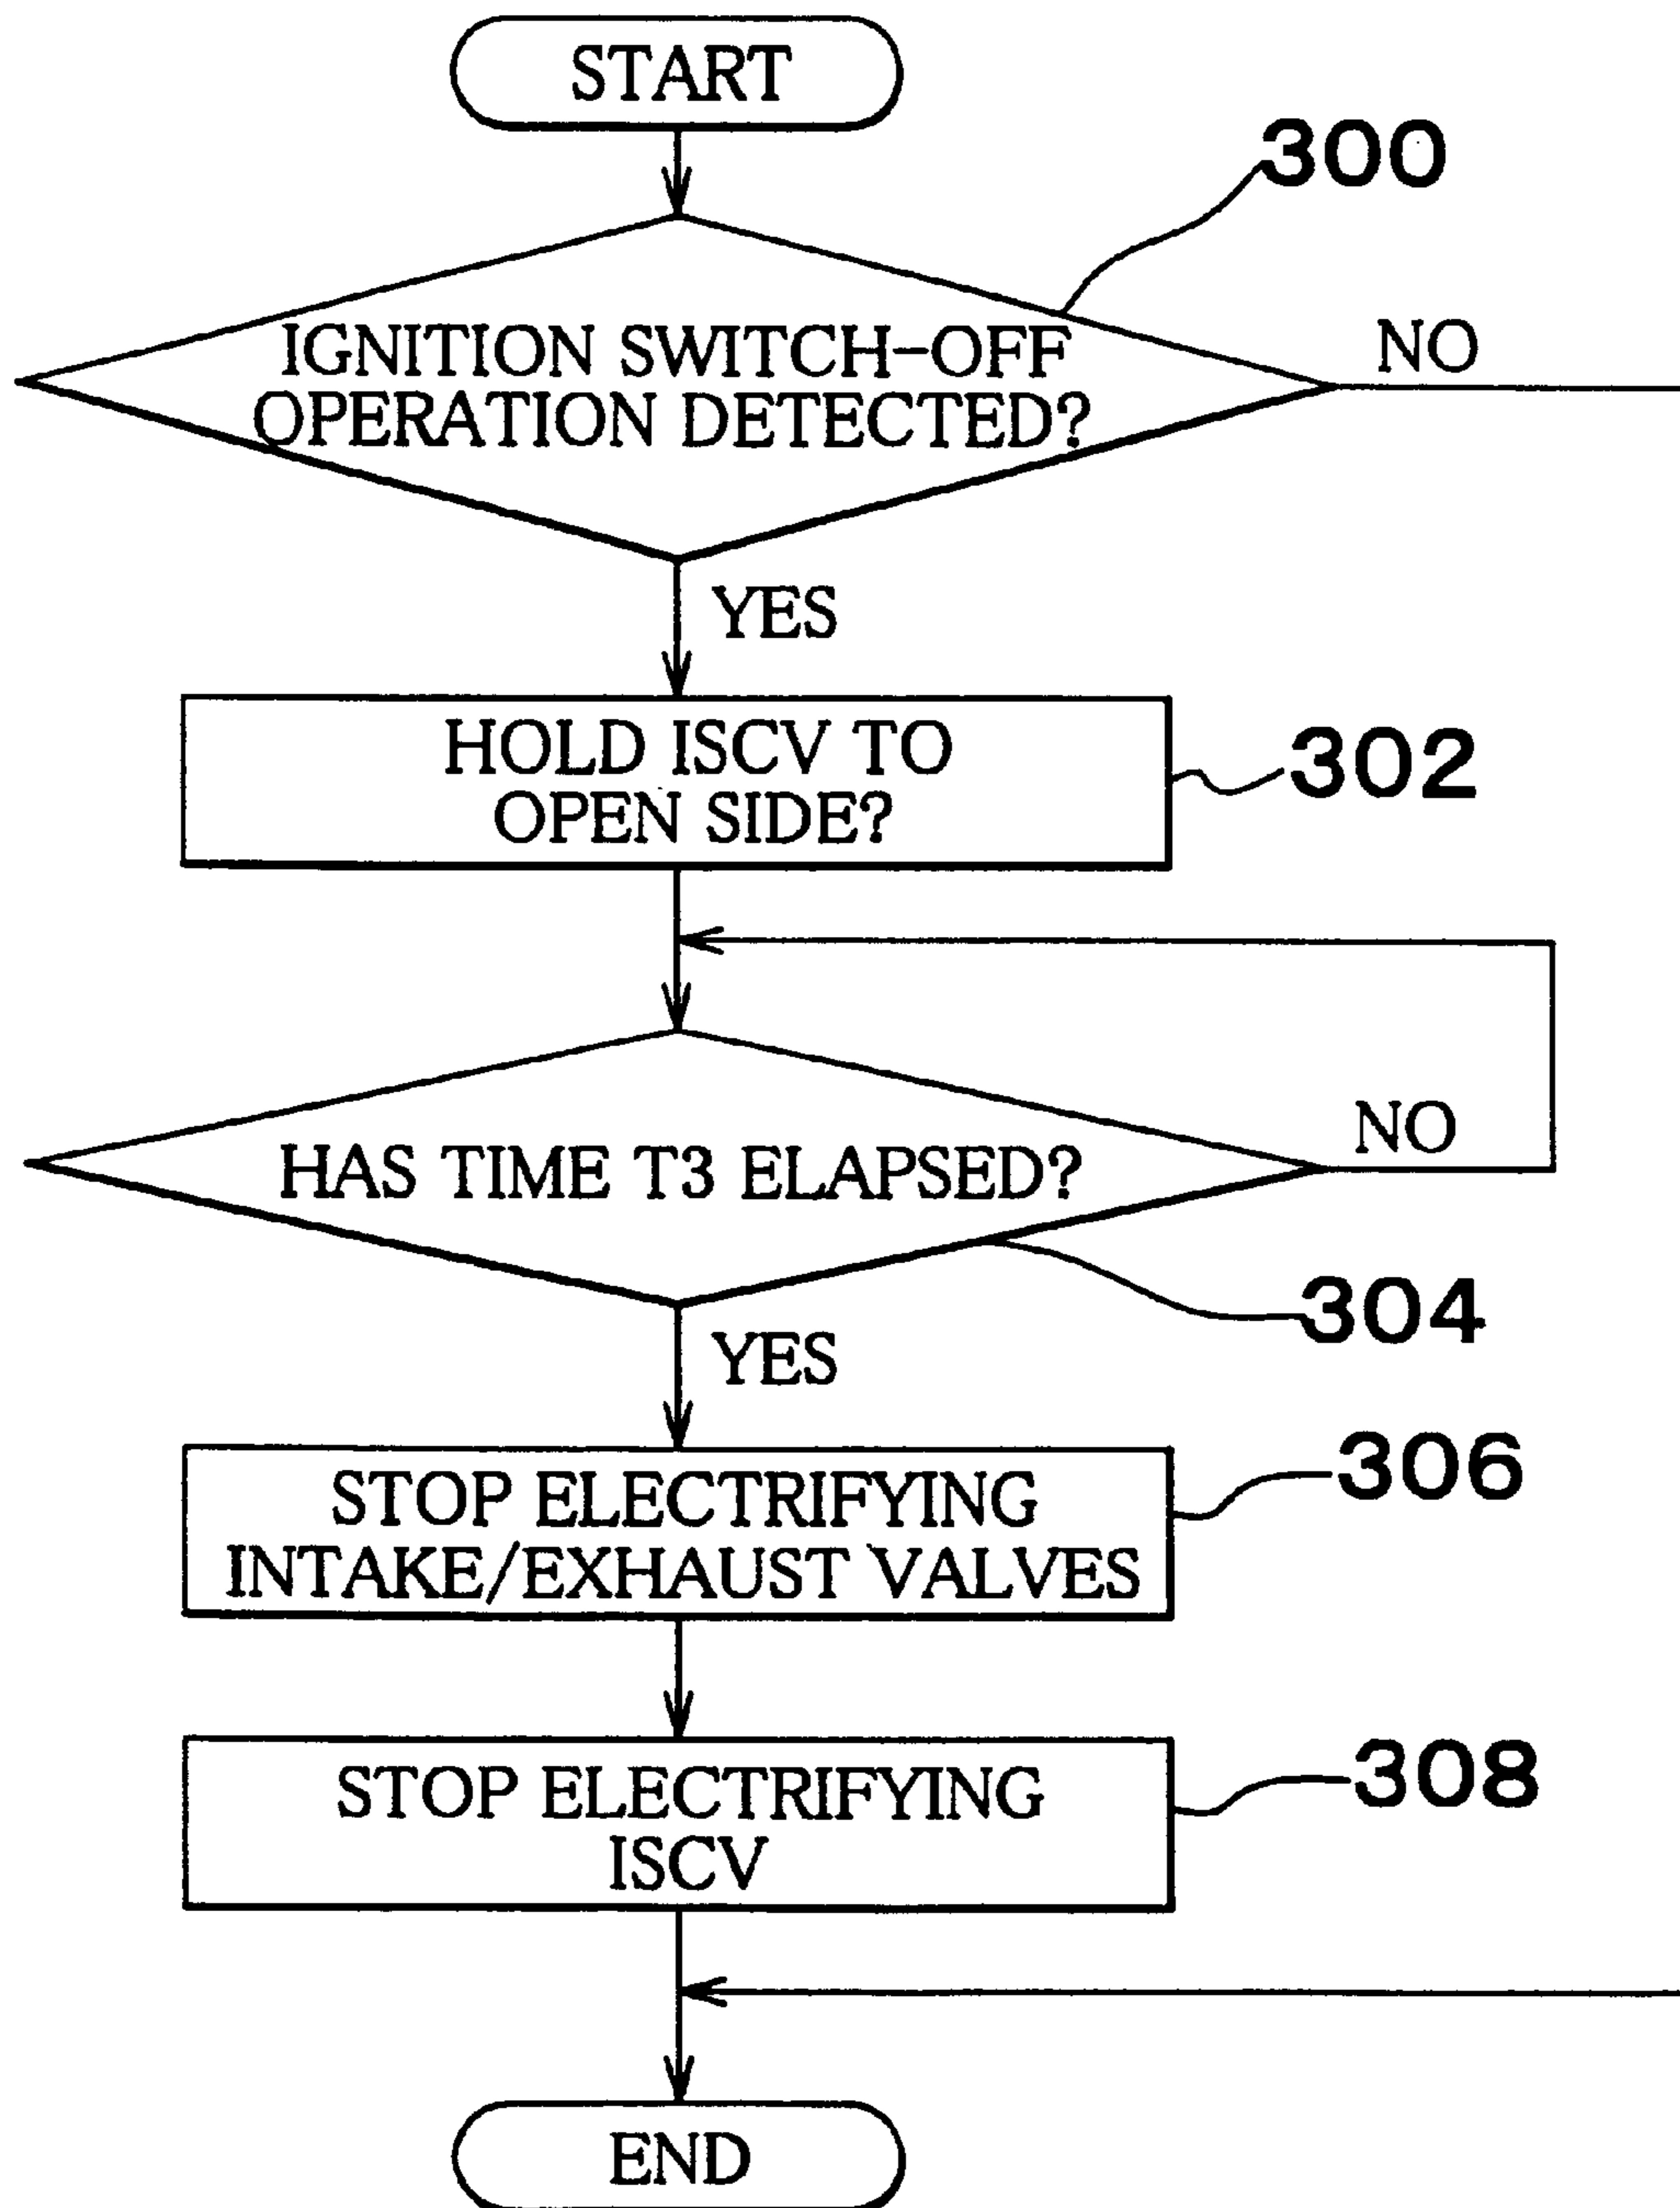 START
300
IGNITION SWITCH-OFF
OPERATION DETECTED?
NO
YES
HOLD ISCV TO
OPEN SIDE?
302
HAS TIME T3 ELAPSED?
NO
304
YES
STOP ELECTRIFYING
INTAKE/EXHAUST VALVES
306
STOP ELECTRIFYING
ISCV
308
END